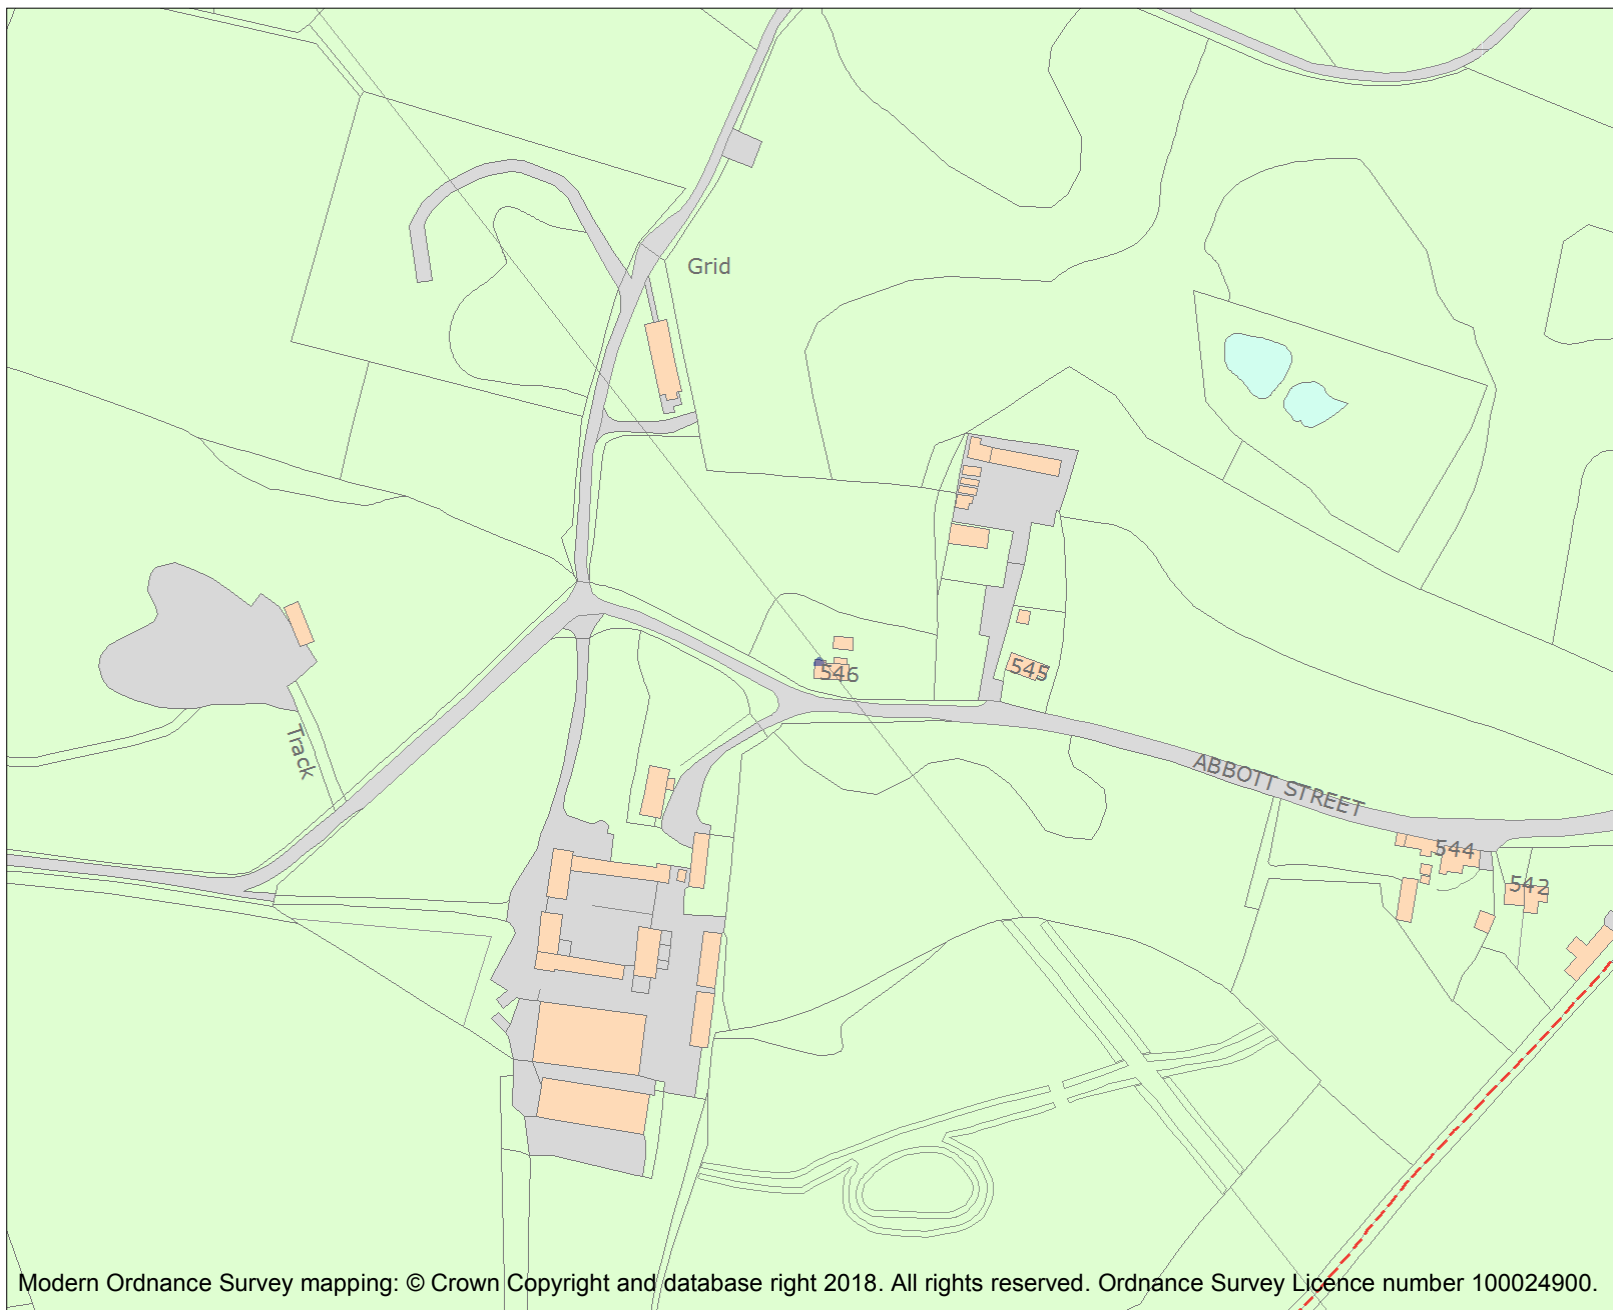 Grid
546
545
Track
ABBOTT STREET
544
542
Modern Ordnance Survey mapping: © Crown Copyright and database right 2018. All rights reserved. Ordnance Survey Licence number 100024900.